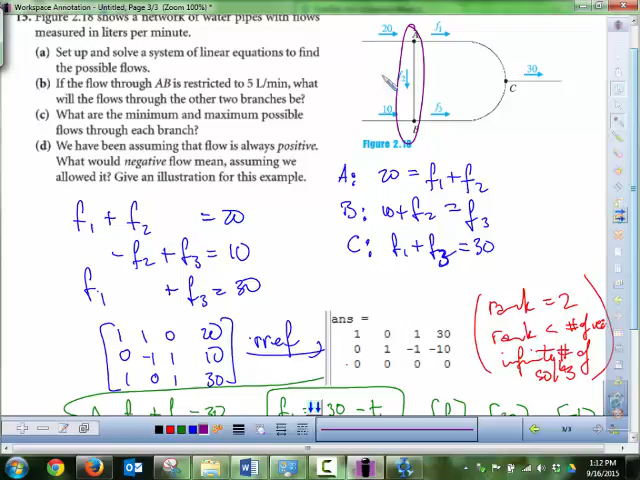 Workspace Annotation - Untitled, Page 3/3 (Zoom 100%)
15. Figure 2.18 shows a network of water pipes with flows
measured in liters per minute.
(a) Set up and solve a system of linear equations to find
the possible flows.
(b) If the flow through AB is restricted to 5 L/min, what
will the flows through the other two branches be?
(c) What are the minimum and maximum possible
flows through each branch?
(d) We have been assuming that flow is always positive.
What would negative flow mean, assuming we
allowed it? Give an illustration for this example.
20
f1
A
f2
30
C
10
f3
B
Figure 2.18
A: 20 = f1 + f2
B: 10 + f2 = f3
C: f1 + f3 = 30
f1 + f2 = 20
-f2 + f3 = 10
f1 + f3 = 30
1 1 0 20
0 -1 1 10
1 0 1 30
rref
ans =
1 0 1 30
0 1 -1 -10
0 0 0 0
rank = 2
rank < # of
infinite # of
30 - t
3/3
1:12 PM
9/16/2015